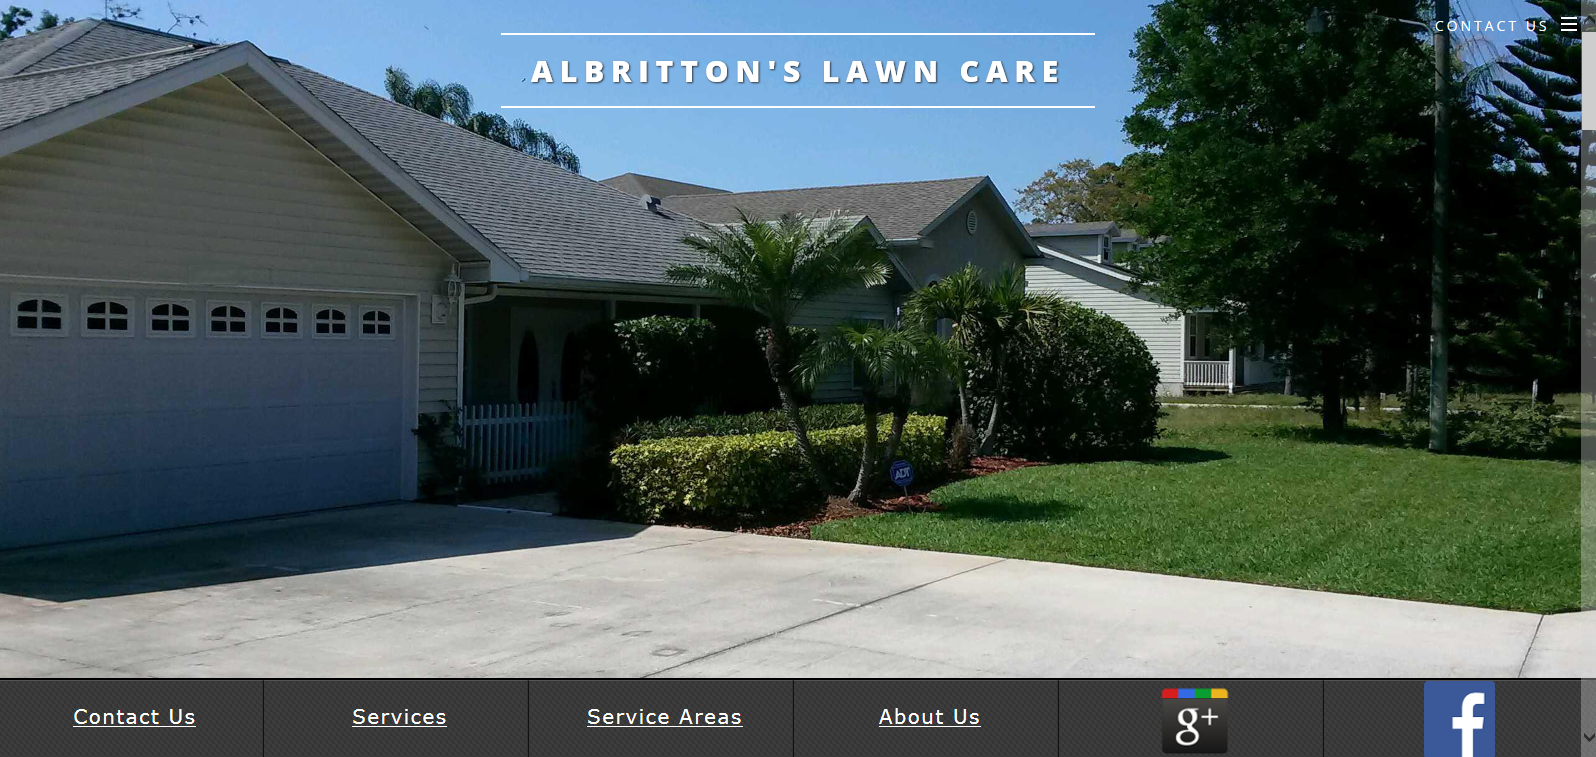 CONTACT US
ALBRITTON'S LAWN CARE
ADT
Contact Us
Services
Service Areas
About Us
g+
f